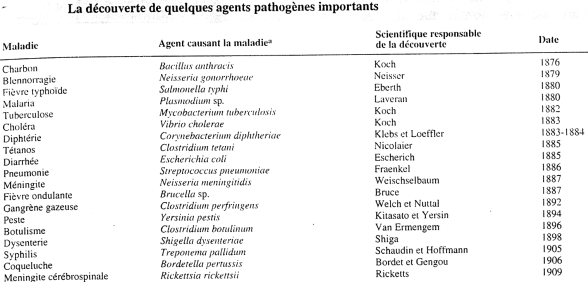 La découverte de quelques agents pathogènes importants
Maladie Agent causant la maladieᵃ Scientifique responsable de la découverte Date
Charbon Bacillus anthracis Koch 1876
Blennorragie Neisseria gonorrhoeae Neisser 1879
Fièvre typhoïde Salmonella typhi Eberth 1880
Malaria Plasmodium sp. Laveran 1880
Tuberculose Mycobacterium tuberculosis Koch 1882
Choléra Vibrio cholerae Koch 1883
Diphtérie Corynebacterium diphtheriae Klebs et Loeffler 1883-1884
Tétanos Clostridium tetani Nicolaier 1885
Diarrhée Escherichia coli Escherich 1885
Pneumonie Streptococcus pneumoniae Fraenkel 1886
Méningite Neisseria meningitidis Weischselbaum 1887
Fièvre ondulante Brucella sp. Bruce 1887
Gangrène gazeuse Clostridium perfringens Welch et Nuttal 1892
Peste Yersinia pestis Kitasato et Yersin 1894
Botulisme Clostridium botulinum Van Ermengem 1896
Dysenterie Shigella dysenteriae Shiga 1898
Syphilis Treponema pallidum Schaudin et Hoffmann 1905
Coqueluche Bordetella pertussis Bordet et Gengou 1906
Meningite cérébrospinale Rickettsia rickettsii Ricketts 1909